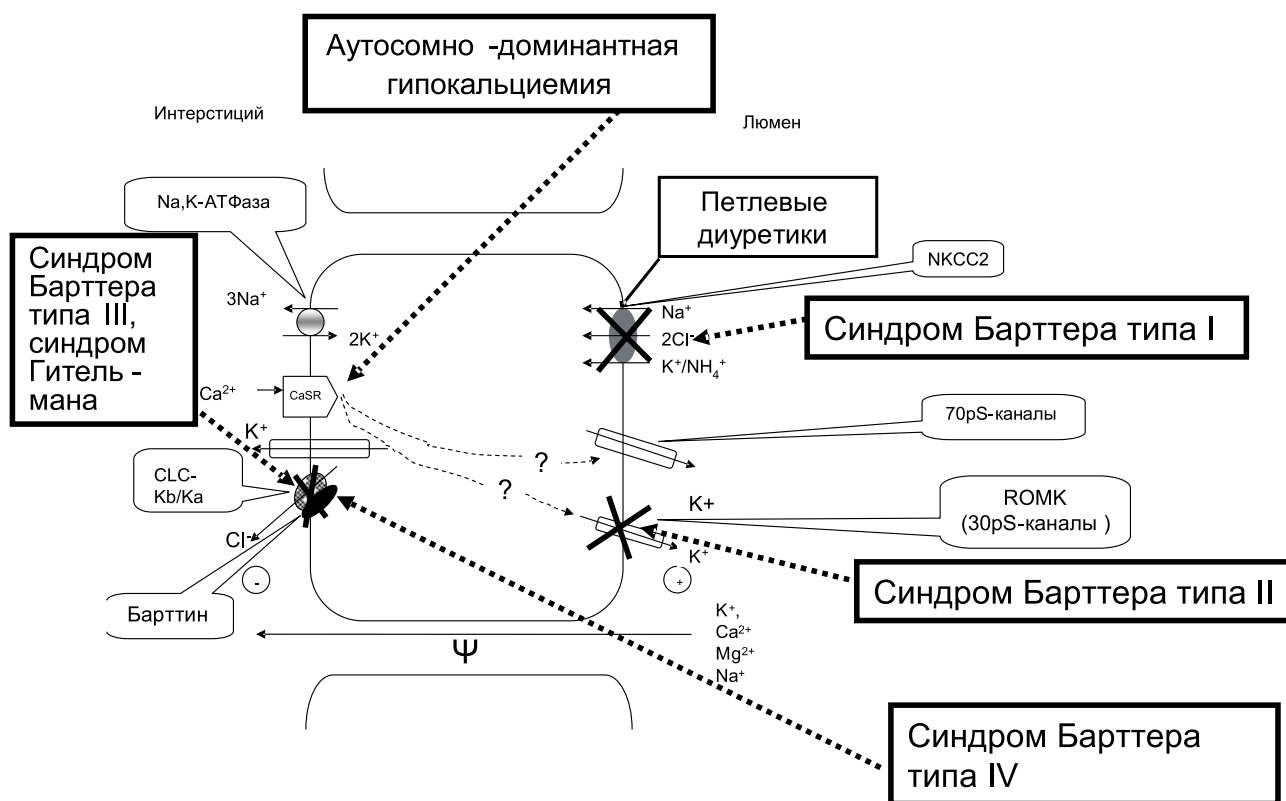 Аутосомно -доминантная
гипокальциемия
Интерстиций
Люмен
Na,K-АТФаза
Петлевые
диуретики
NKCC2
Синдром
Барттера
типа III,
синдром
Гитель -
мана
3Na⁺
2K⁺
Na⁺
2Cl⁻
K⁺/NH₄⁺
Синдром Барттера типа I
Ca²⁺
CaSR
K⁺
70pS-каналы
?
?
CLC-
Kb/Ka
K+
ROMK
(30pS-каналы )
Cl⁻
K⁺
-
+
Синдром Барттера типа II
Барттин
Ψ
K⁺,
Ca²⁺
Mg²⁺
Na⁺
Синдром Барттера
типа IV